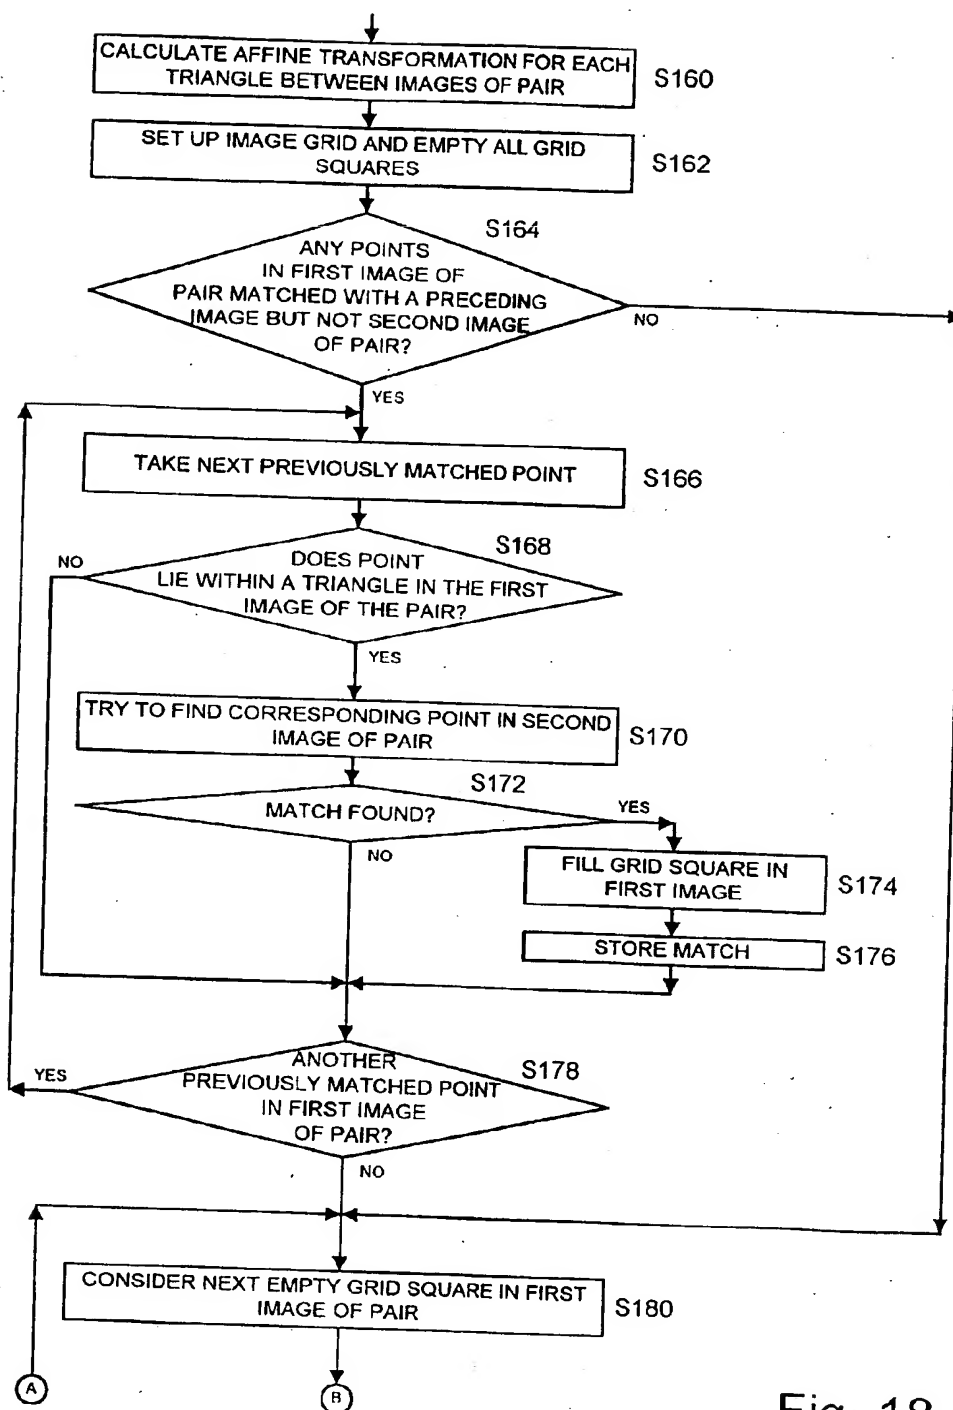 CALCULATE AFFINE TRANSFORMATION FOR EACH
TRIANGLE BETWEEN IMAGES OF PAIR
S160
SET UP IMAGE GRID AND EMPTY ALL GRID
SQUARES
S162
S164
ANY POINTS
IN FIRST IMAGE OF
PAIR MATCHED WITH A PRECEDING
IMAGE BUT NOT SECOND IMAGE
OF PAIR?
NO
YES
TAKE NEXT PREVIOUSLY MATCHED POINT
S166
S168
NO
DOES POINT
LIE WITHIN A TRIANGLE IN THE FIRST
IMAGE OF THE PAIR?
YES
TRY TO FIND CORRESPONDING POINT IN SECOND
IMAGE OF PAIR
S170
S172
MATCH FOUND?
YES
NO
FILL GRID SQUARE IN
FIRST IMAGE
S174
STORE MATCH
S176
S178
ANOTHER
PREVIOUSLY MATCHED POINT
IN FIRST IMAGE
OF PAIR?
YES
NO
CONSIDER NEXT EMPTY GRID SQUARE IN FIRST
IMAGE OF PAIR
S180
A
B
Fig. 18